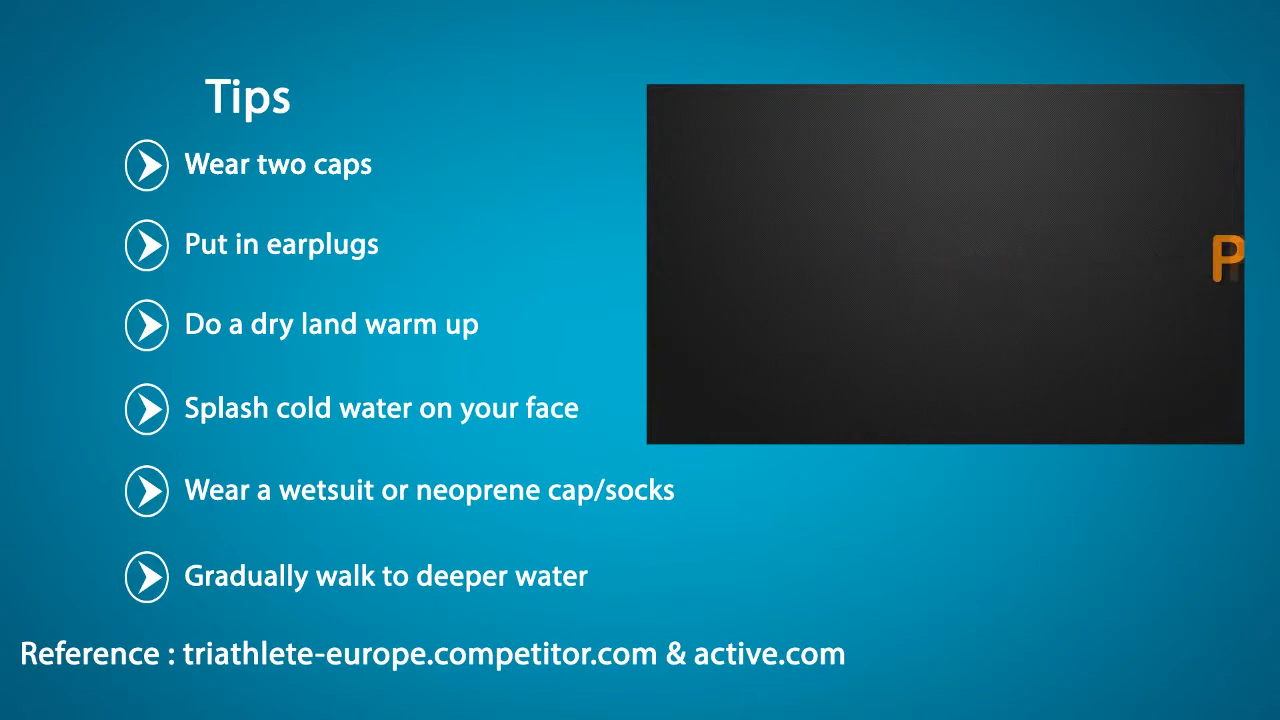 Tips
Wear two caps
Put in earplugs
Do a dry land warm up
Splash cold water on your face
Wear a wetsuit or neoprene cap/socks
Gradually walk to deeper water
Reference : triathlete-europe.competitor.com & active.com
P